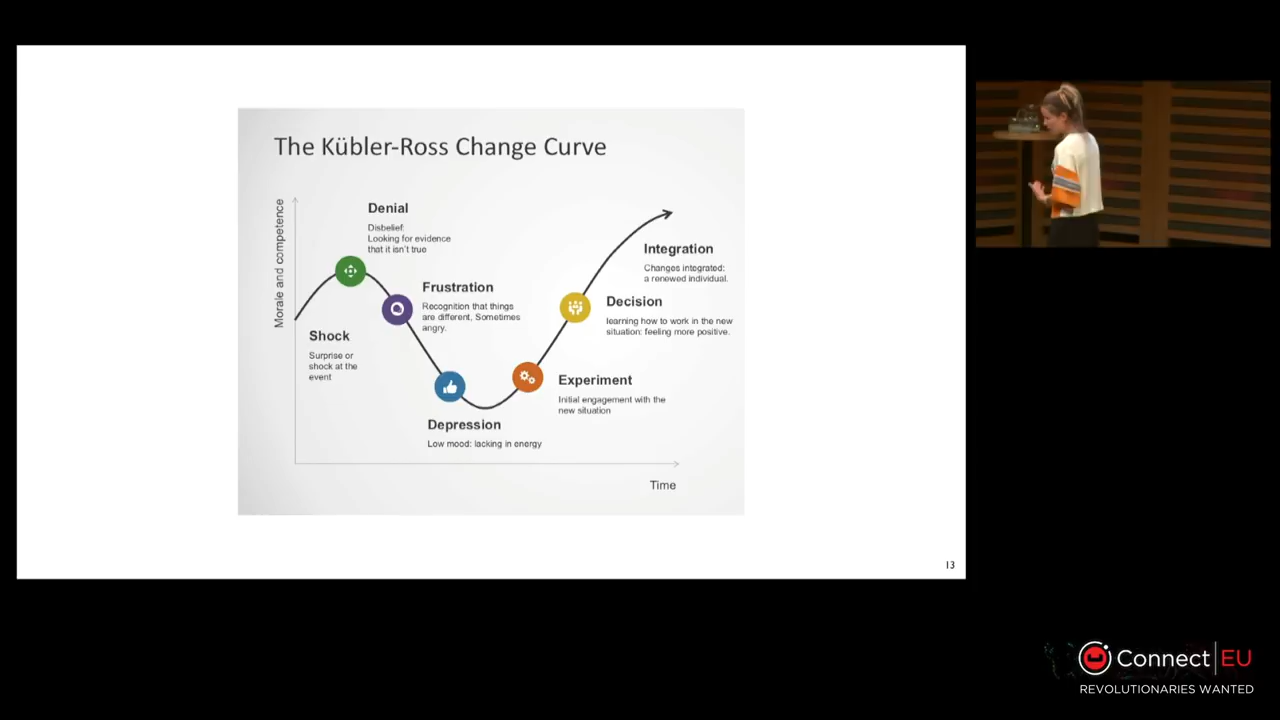 The Kübler-Ross Change Curve
Morale and competence
Denial
Disbelief:
Looking for evidence
that it isn't true
Frustration
Recognition that things
are different, Sometimes
angry.
Shock
Surprise or
shock at the
event
Depression
Low mood: lacking in energy
Integration
Changes integrated:
a renewed individual.
Decision
learning how to work in the new
situation: feeling more positive.
Experiment
Initial engagement with the
new situation
Time
13
Connect EU
REVOLUTIONARIES WANTED